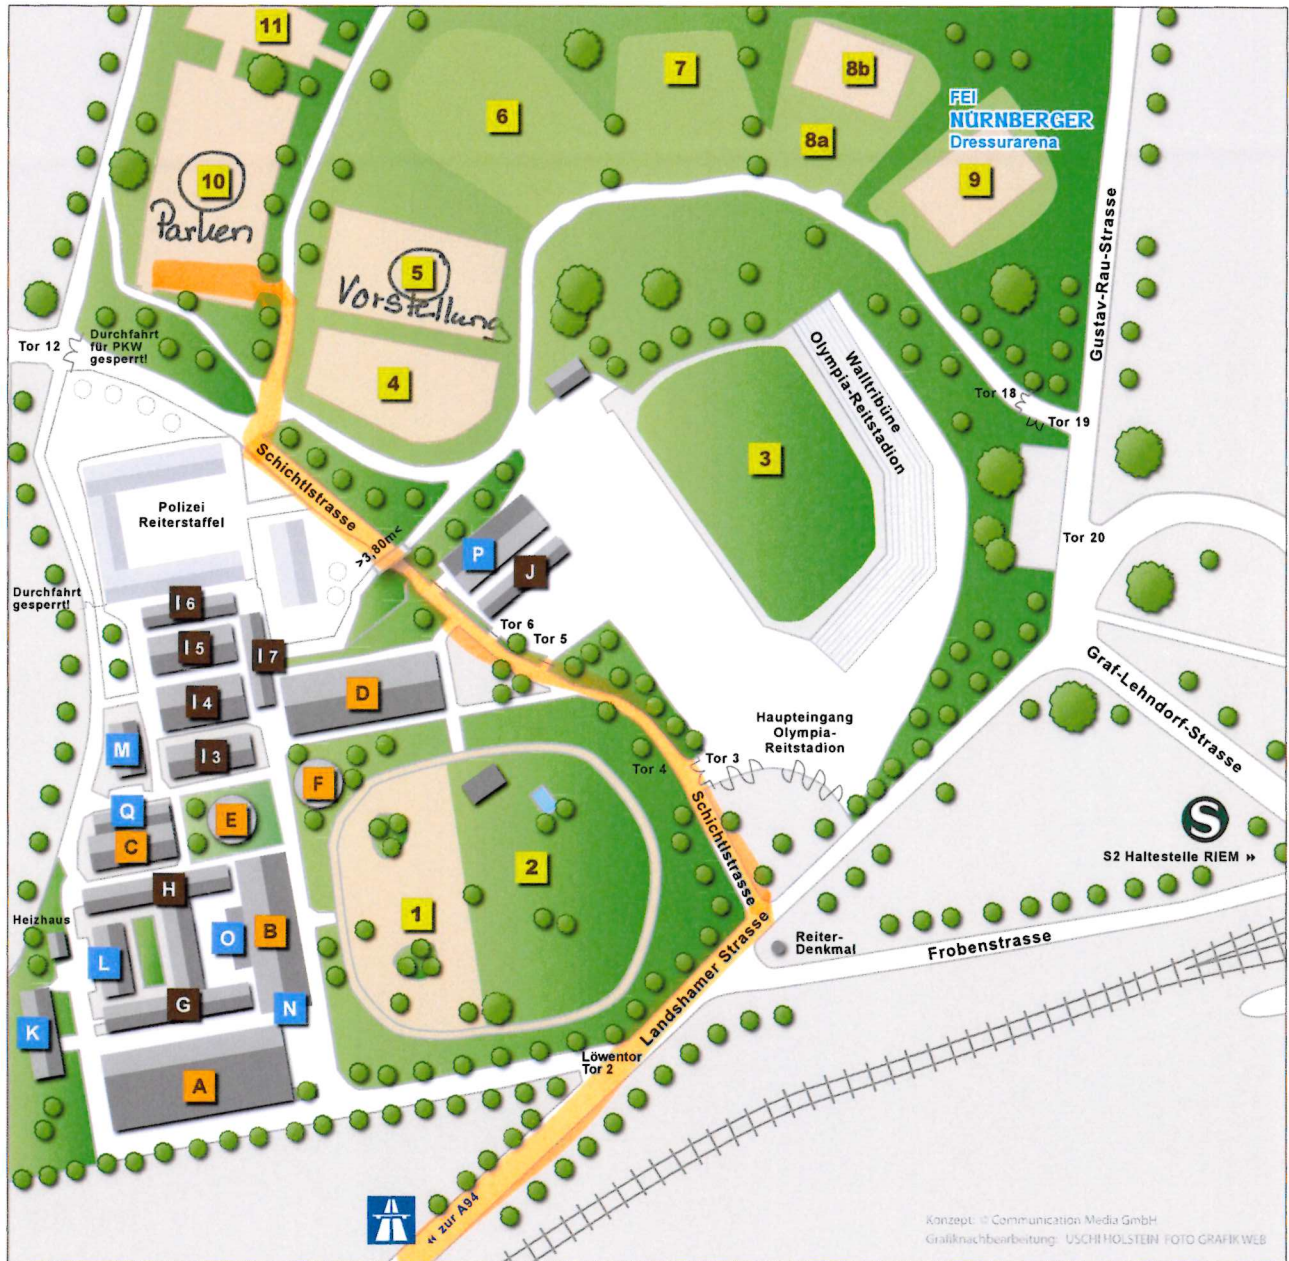 11
7
8b
6
FEI
NÜRNBERGER
Dressurarena
8a
10
9
Parken
5
Vorstellung
Gustav-Rau-Strasse
Durchfahrt
für PKW
gesperrt!
Tor 12
4
Walltribüne
Olympia-Reitstadion
Tor 18
Tor 19
3
Schichtlstrasse
Polizei
Reiterstaffel
>3,80m<
Tor 20
P
J
Durchfahrt
gesperrt!
I 6
Tor 6
Tor 5
I 5
I 7
Graf-Lehndorf-Strasse
D
I 4
Haupteingang
Olympia-
Reitstadion
M
I 3
Tor 4
Tor 3
F
Schichtlstrasse
Q
E
C
S
S2 Haltestelle RIEM »
2
H
1
Heizhaus
O
B
Reiter-
Denkmal
Frobenstrasse
L
Landshamer Strasse
G
N
K
Löwentor
Tor 2
A
« zur A94
Konzept: © Communication Media GmbH
Grafiknachbearbeitung: USCHI HOLSTEIN FOTO GRAFIK WEB